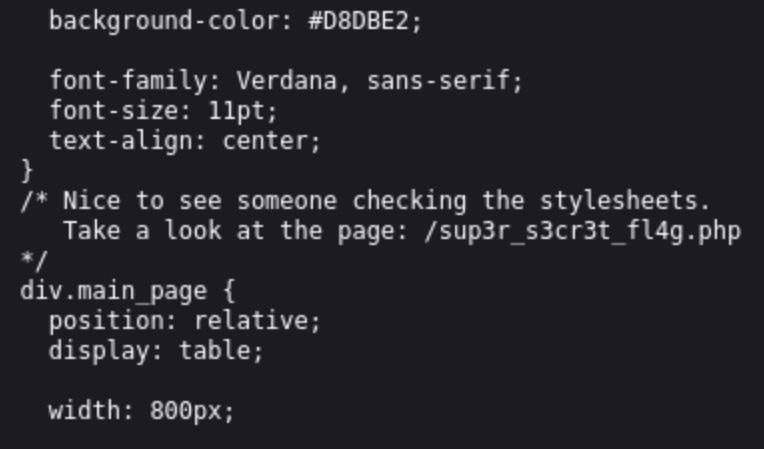 background-color: #D8DBE2;
font-family: Verdana, sans-serif;
font-size: 11pt;
text-align: center;
}
/* Nice to see someone checking the stylesheets.
Take a look at the page: /sup3r_s3cr3t_fl4g.php
*/
div.main_page {
position: relative;
display: table;
width: 800px;